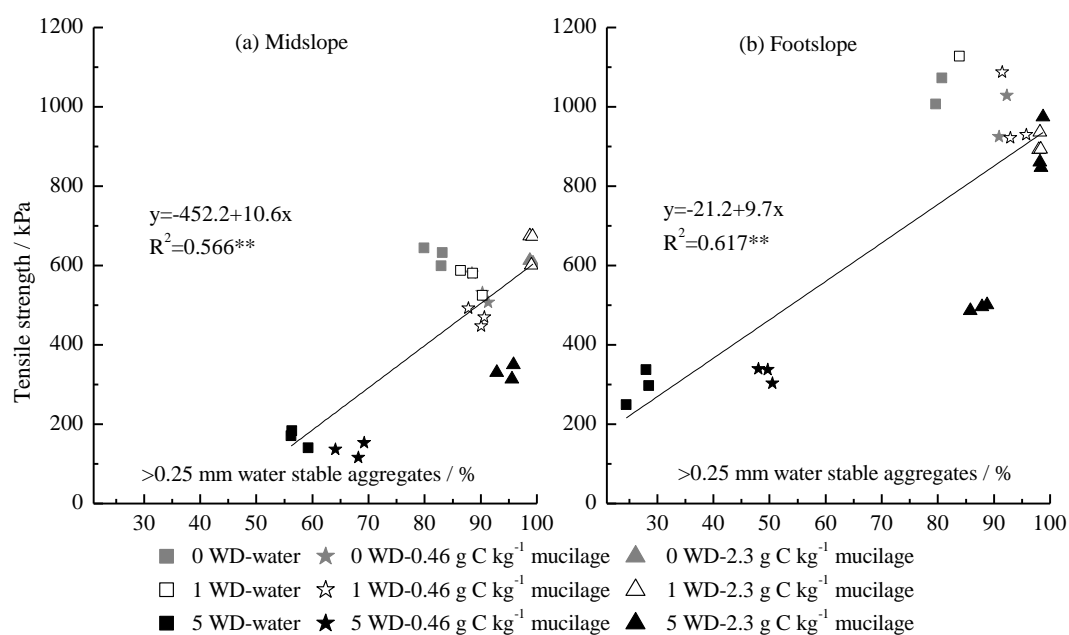 (a) Midslope
(b) Footslope
Tensile strength / kPa
1200
1000
800
600
400
200
0
y=-452.2+10.6x
R²=0.566**
>0.25 mm water stable aggregates / %
30 40 50 60 70 80 90 100
1200
1000
800
600
400
200
0
y=-21.2+9.7x
R²=0.617**
>0.25 mm water stable aggregates / %
30 40 50 60 70 80 90 100
0 WD-water 0 WD-0.46 g C kg⁻¹ mucilage 0 WD-2.3 g C kg⁻¹ mucilage
1 WD-water 1 WD-0.46 g C kg⁻¹ mucilage 1 WD-2.3 g C kg⁻¹ mucilage
5 WD-water 5 WD-0.46 g C kg⁻¹ mucilage 5 WD-2.3 g C kg⁻¹ mucilage